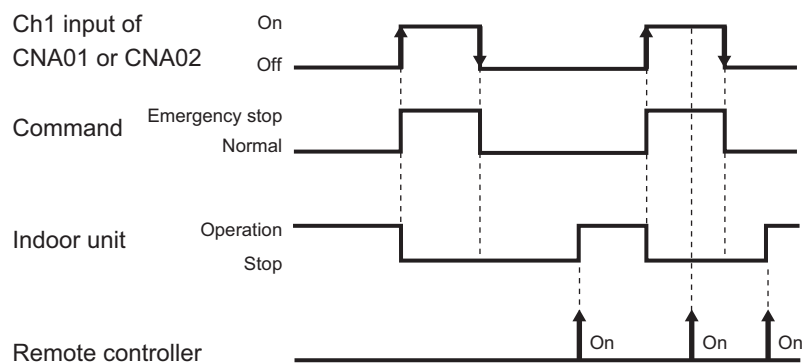 Ch1 input of
CNA01 or CNA02
On
Off
Command
Emergency stop
Normal
Indoor unit
Operation
Stop
Remote controller
On
On
On